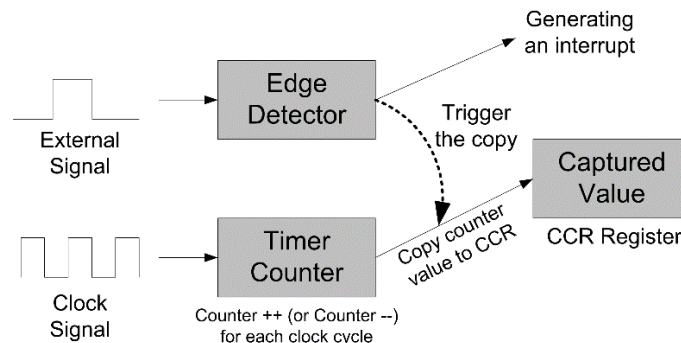 Generating
an interrupt
Edge
Detector
External
Signal
Trigger
the copy
Captured
Value
CCR Register
Copy counter
value to CCR
Timer
Counter
Clock
Signal
Counter ++ (or Counter --)
for each clock cycle